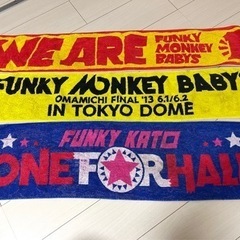 WE ARE FUNKY MONKEY BABYS
FUNKY MONKEY BABYS
OMAMICHI FINAL '13 6.1/6.2
IN TOKYO DOME
FUNKY KATO
ONE FOR HALL